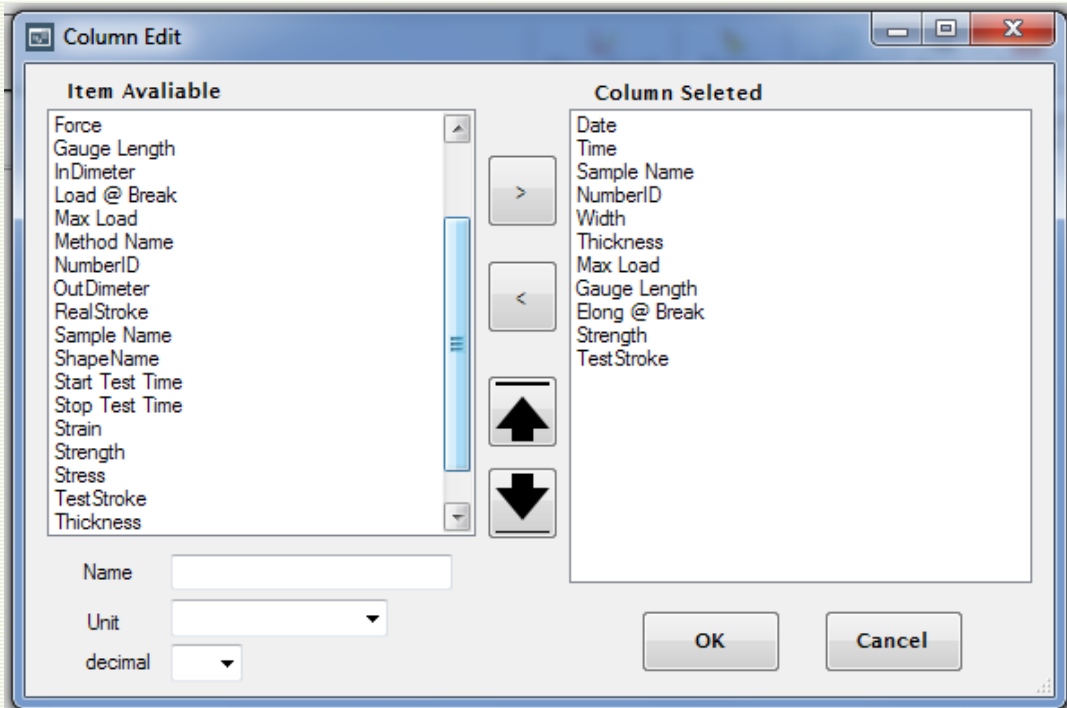 Column Edit
Item Avaliable
Force
Gauge Length
InDimeter
Load @ Break
Max Load
Method Name
NumberID
OutDimeter
RealStroke
Sample Name
ShapeName
Start Test Time
Stop Test Time
Strain
Strength
Stress
TestStroke
Thickness
>
<
Column Seleted
Date
Time
Sample Name
NumberID
Width
Thickness
Max Load
Gauge Length
Elong @ Break
Strength
TestStroke
Name
Unit
decimal
OK
Cancel